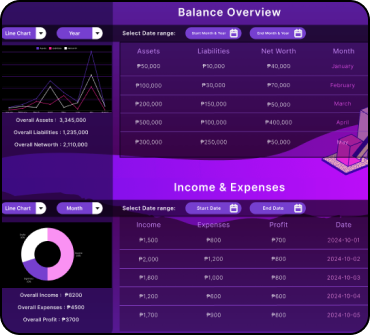 Balance Overview
Line Chart Year Select Date range: Start Month & Year End Month & Year
Assets Liabilities Net Worth Month
₱50,000 ₱10,000 ₱40,000 January
₱100,000 ₱30,000 ₱70,000 February
₱200,000 ₱150,000 ₱50,000 March
₱500,000 ₱100,000 ₱400,000 April
₱300,000 ₱250,000 ₱50,000 May
Overall Assets : 3,345,000
Overall Liabilities : 1,235,000
Overall Networth : 2,110,000
Income & Expenses
Line Chart Month Select Date range: Start Date End Date
Income Expenses Profit Date
₱1,500 ₱800 ₱700 2024-10-01
₱2,000 ₱1,200 ₱800 2024-10-02
₱1,800 ₱1,000 ₱800 2024-10-03
₱1,200 ₱600 ₱600 2024-10-04
₱1,700 ₱900 ₱800 2024-10-05
Overall Income : ₱8200
Overall Expenses : ₱4500
Overall Profit : ₱3700